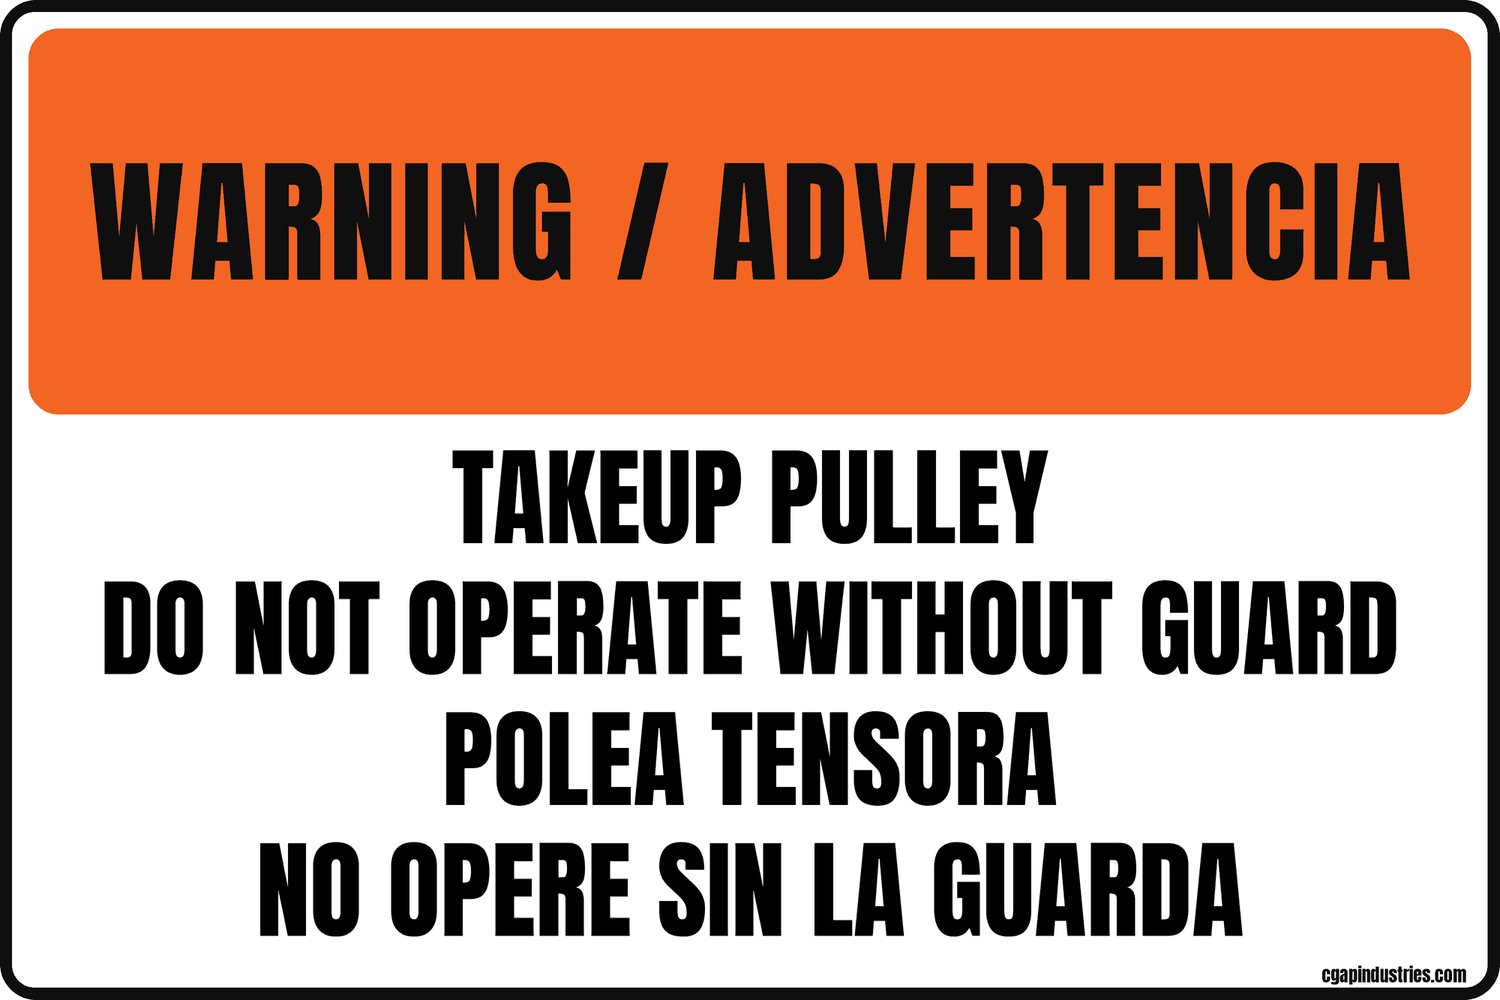 WARNING / ADVERTENCIA
TAKEUP PULLEY
DO NOT OPERATE WITHOUT GUARD
POLEA TENSORA
NO OPERE SIN LA GUARDA
cgapindustries.com